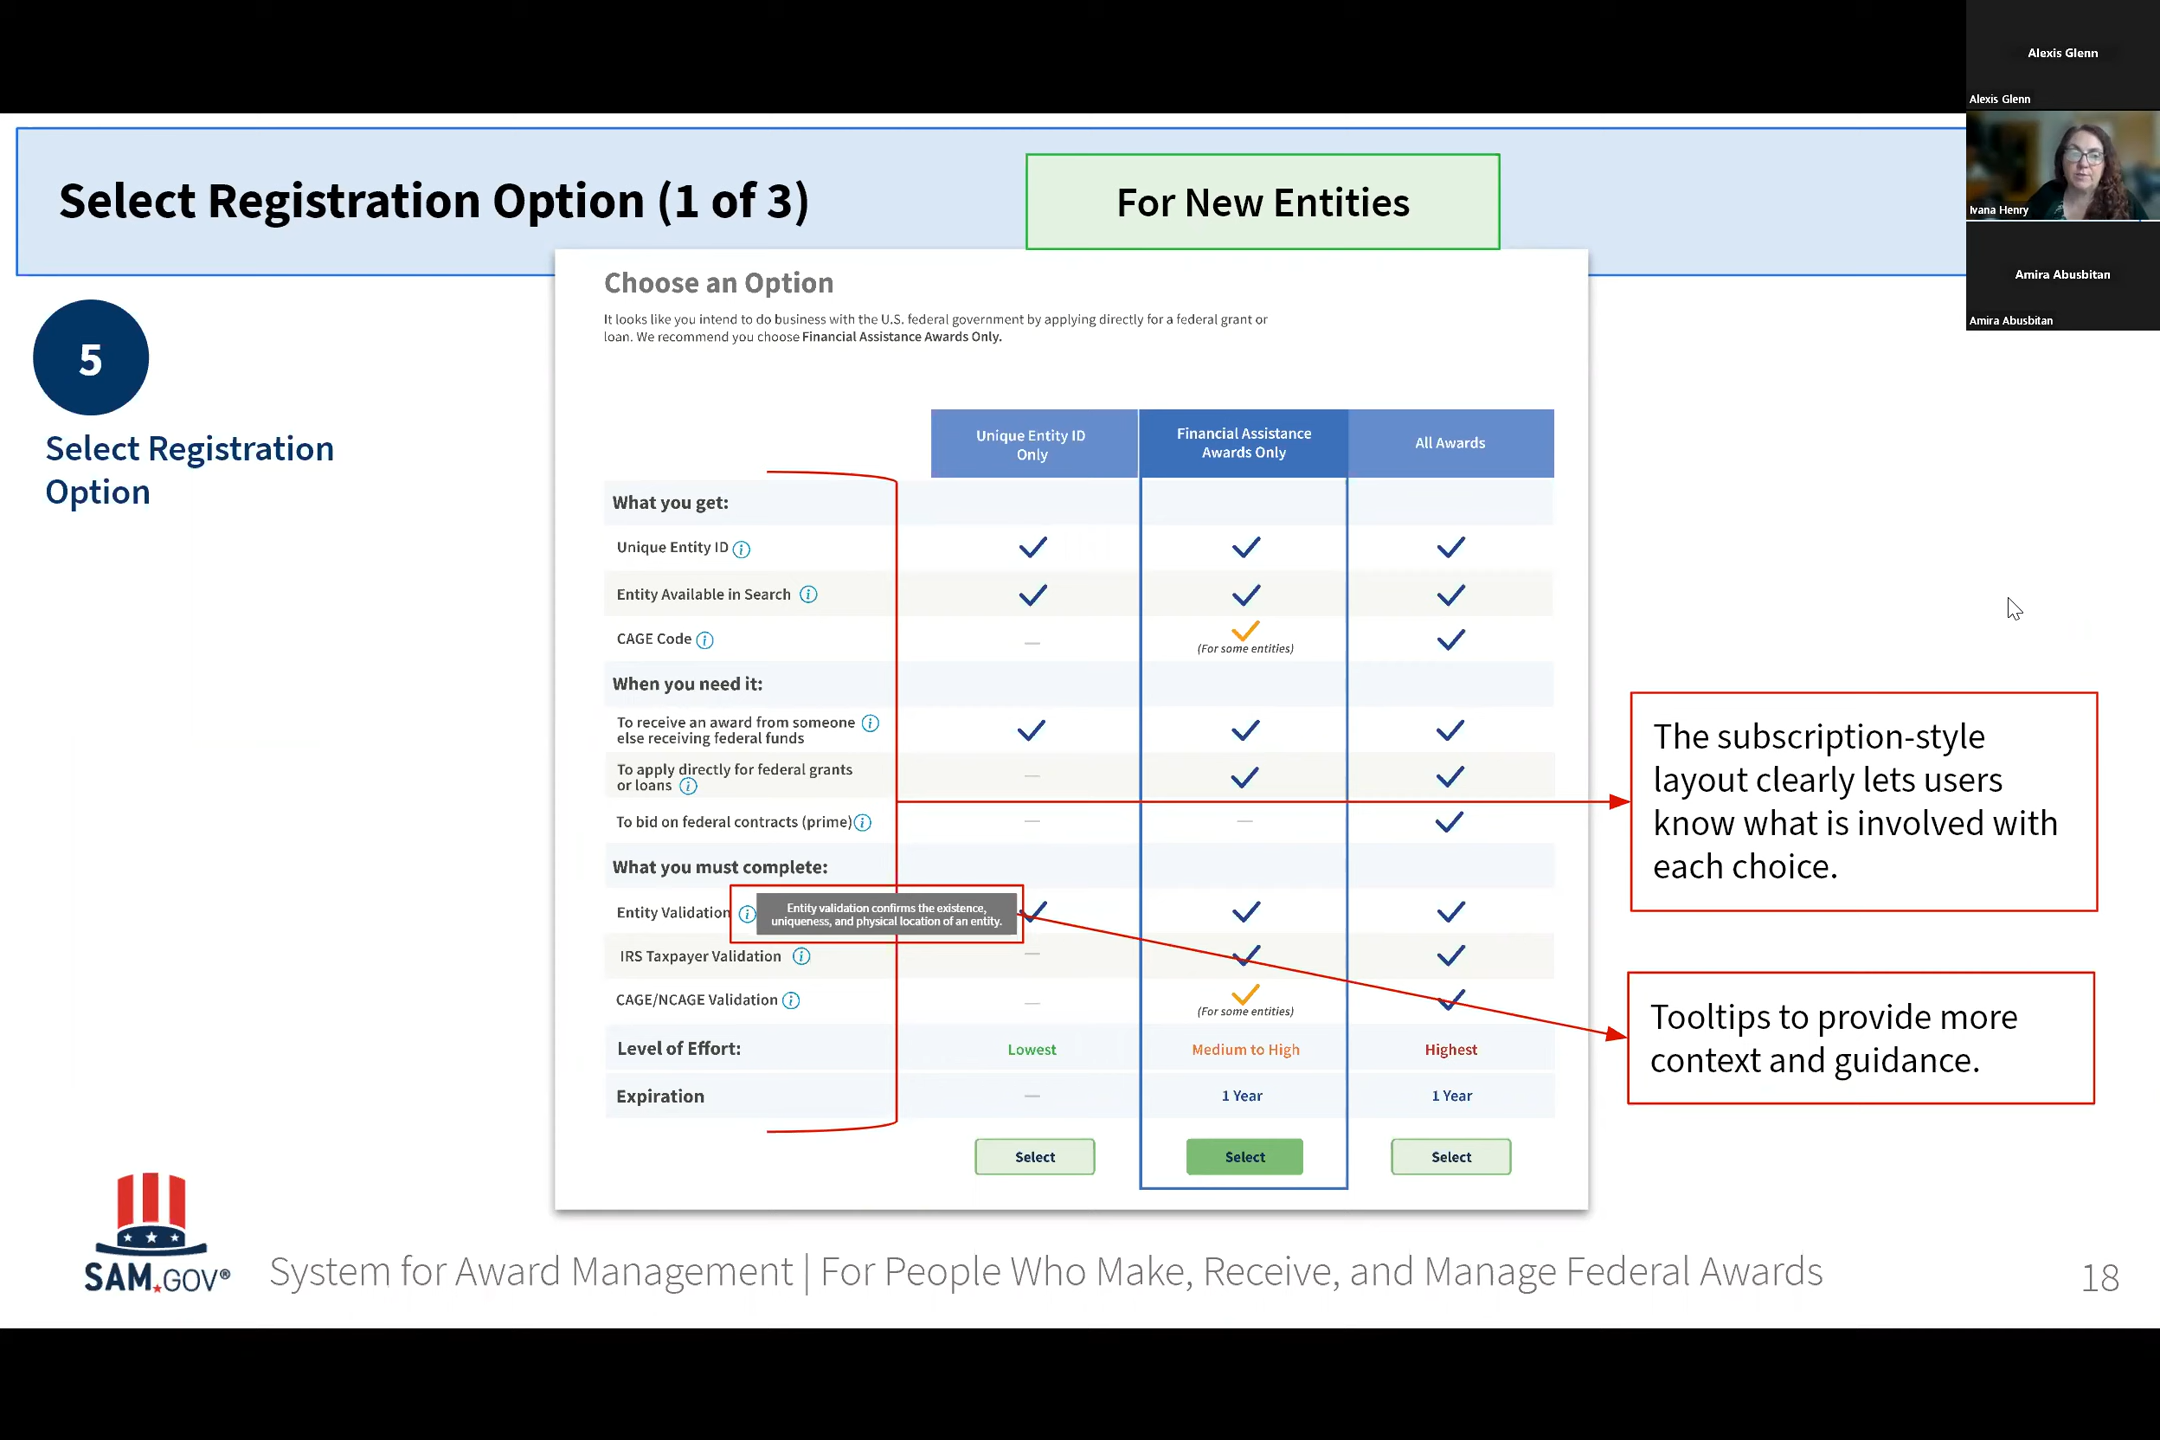 Alexis Glenn
Alexis Glenn
Ivana Henry
Amira Abusbitan
Amira Abusbitan
Select Registration Option (1 of 3)
For New Entities
5
Select Registration
Option
Choose an Option
It looks like you intend to do business with the U.S. federal government by applying directly for a federal grant or
loan. We recommend you choose Financial Assistance Awards Only.
Unique Entity ID
Only
Financial Assistance
Awards Only
All Awards
What you get:
Unique Entity ID
Entity Available in Search
CAGE Code
(For some entities)
When you need it:
To receive an award from someone
else receiving federal funds
To apply directly for federal grants
or loans
To bid on federal contracts (prime)
What you must complete:
Entity Validation
Entity validation confirms the existence,
uniqueness, and physical location of an entity.
IRS Taxpayer Validation
CAGE/NCAGE Validation
(For some entities)
Level of Effort: Lowest Medium to High Highest
Expiration — 1 Year 1 Year
Select Select Select
The subscription-style
layout clearly lets users
know what is involved with
each choice.
Tooltips to provide more
context and guidance.
SAM.GOV®
System for Award Management | For People Who Make, Receive, and Manage Federal Awards
18